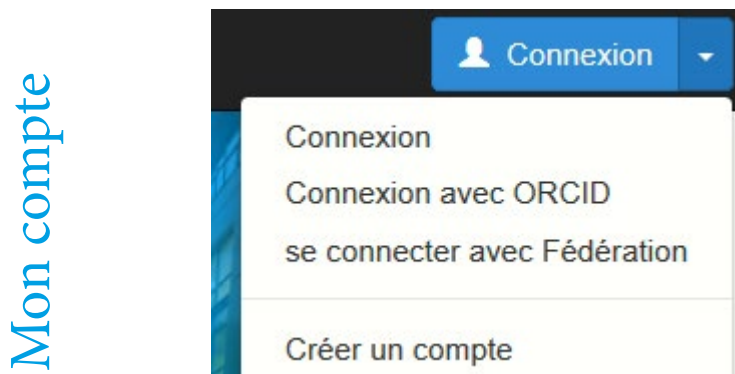 Mon compte
Connexion
Connexion
Connexion avec ORCID
se connecter avec Fédération
Créer un compte